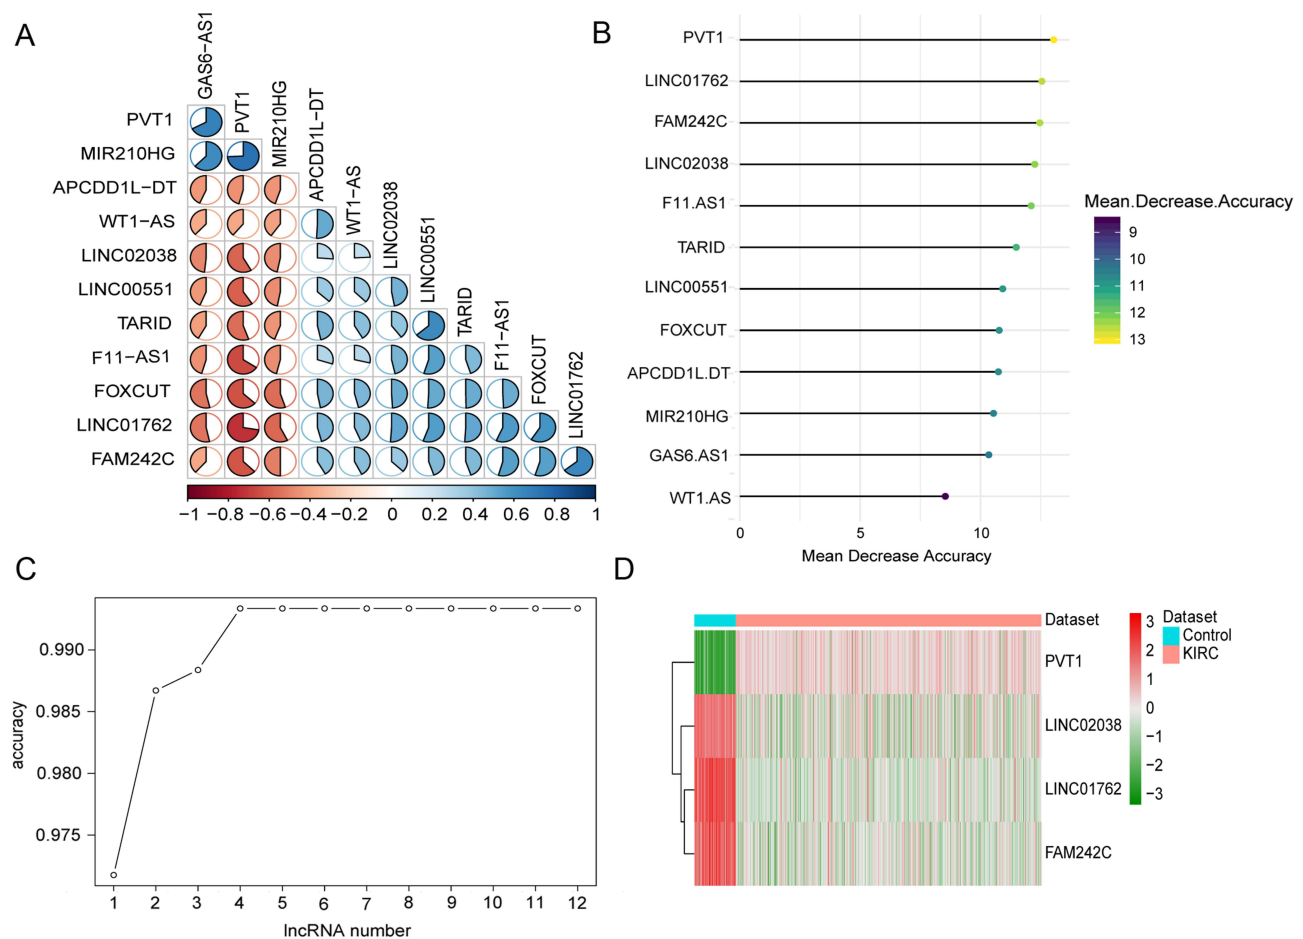 A
GAS6−AS1
PVT1
MIR210HG
APCDD1L−DT
WT1−AS
LINC02038
LINC00551
TARID
F11−AS1
FOXCUT
LINC01762
PVT1
MIR210HG
APCDD1L−DT
WT1−AS
LINC02038
LINC00551
TARID
F11−AS1
FOXCUT
LINC01762
FAM242C
−1 −0.8 −0.6 −0.4 −0.2 0 0.2 0.4 0.6 0.8 1
B
PVT1
LINC01762
FAM242C
LINC02038
F11.AS1
TARID
LINC00551
FOXCUT
APCDD1L.DT
MIR210HG
GAS6.AS1
WT1.AS
0 5 10
Mean Decrease Accuracy
Mean.Decrease.Accuracy
9
10
11
12
13
C
accuracy
0.990
0.985
0.980
0.975
1 2 3 4 5 6 7 8 9 10 11 12
lncRNA number
D
Dataset
PVT1
LINC02038
LINC01762
FAM242C
3
2
1
0
−1
−2
−3
Dataset
Control
KIRC